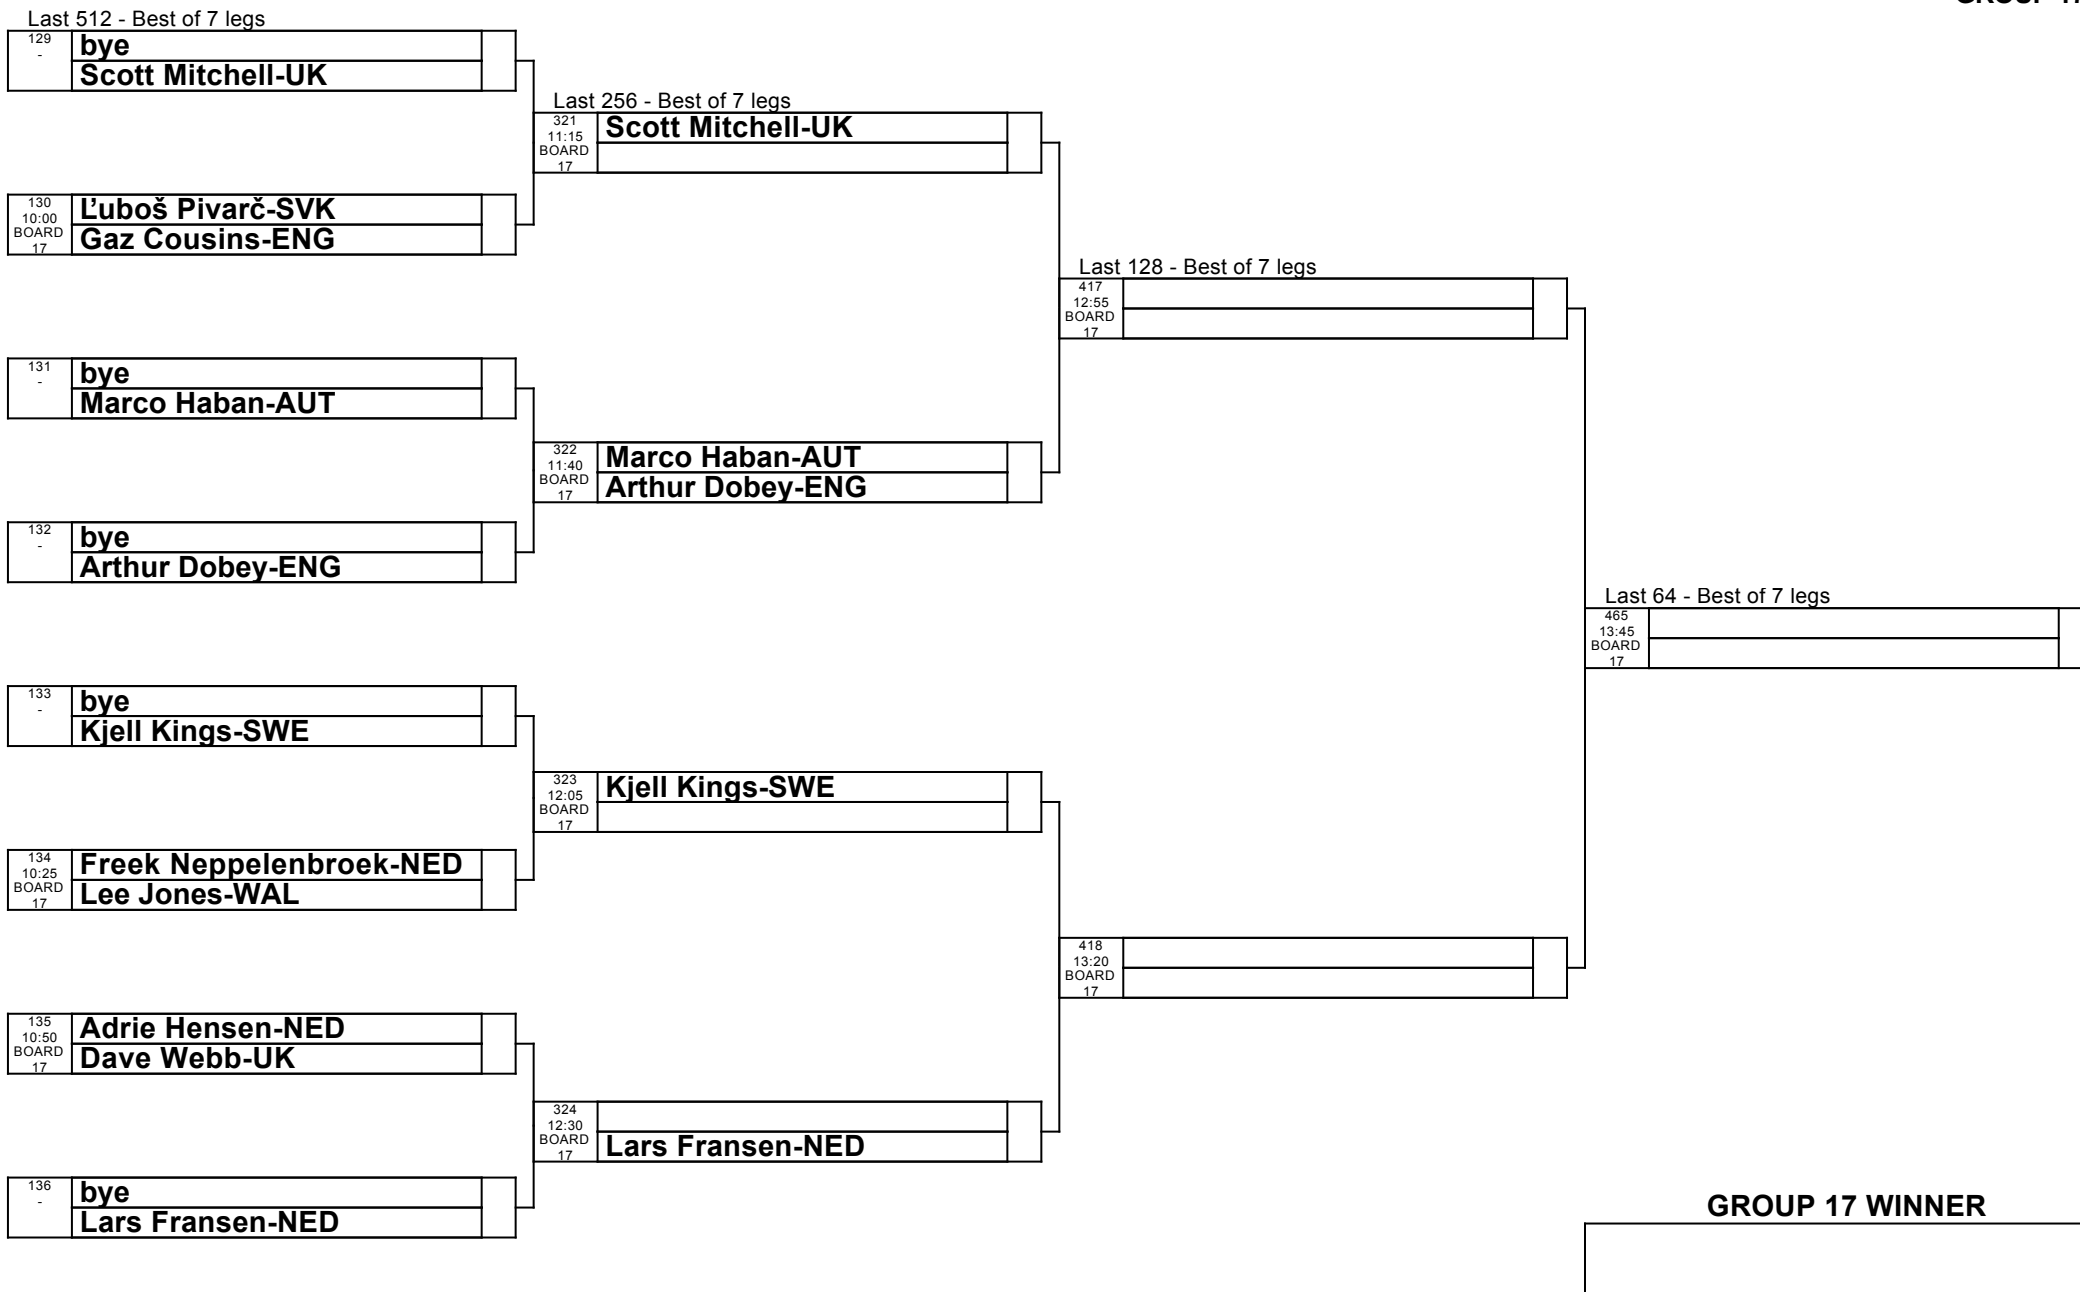 Last 512 - Best of 7 legs
129
-
bye
Scott Mitchell-UK
130
10:00
BOARD
17
Ľuboš Pivarč-SVK
Gaz Cousins-ENG
131
-
bye
Marco Haban-AUT
132
-
bye
Arthur Dobey-ENG
133
-
bye
Kjell Kings-SWE
134
10:25
BOARD
17
Freek Neppelenbroek-NED
Lee Jones-WAL
135
10:50
BOARD
17
Adrie Hensen-NED
Dave Webb-UK
136
-
bye
Lars Fransen-NED
Last 256 - Best of 7 legs
321
11:15
BOARD
17
Scott Mitchell-UK
322
11:40
BOARD
17
Marco Haban-AUT
Arthur Dobey-ENG
323
12:05
BOARD
17
Kjell Kings-SWE
324
12:30
BOARD
17
Lars Fransen-NED
Last 128 - Best of 7 legs
417
12:55
BOARD
17
418
13:20
BOARD
17
Last 64 - Best of 7 legs
465
13:45
BOARD
17
GROUP 17 WINNER